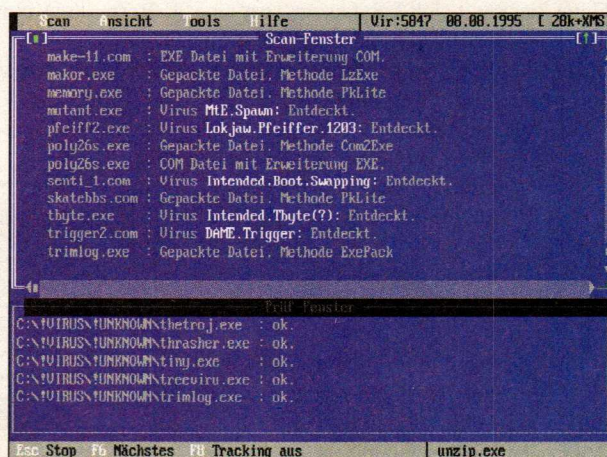 Scan Ansicht Tools Hilfe Vir:5847 08.08.1995 [ 28k+XMS
Scan-Fenster
make-11.com : EXE Datei mit Erweiterung COM.
makor.exe : Gepackte Datei. Methode LzExe
memory.exe : Gepackte Datei. Methode PkLite
mutant.exe : Virus MtE.Spawn: Entdeckt.
pfeiff2.exe : Virus Lokjaw.Pfeiffer.1203: Entdeckt.
poly26s.exe : Gepackte Datei. Methode Com2Exe
poly26s.exe : COM Datei mit Erweiterung EXE.
senti_1.com : Virus Intended.Boot.Swapping: Entdeckt.
skatebbs.com : Gepackte Datei. Methode PkLite
thyte.exe : Virus Intended.Thyte(?): Entdeckt.
trigger2.com : Virus DAME.Trigger: Entdeckt.
trimlog.exe : Gepackte Datei. Methode ExePack
Prüf Fenster
C:\!VIRUS\!UNKNOWN\thetroj.exe : ok.
C:\!VIRUS\!UNKNOWN\thrasher.exe : ok.
C:\!VIRUS\!UNKNOWN\tiny.exe : ok.
C:\!VIRUS\!UNKNOWN\treeviru.exe : ok.
C:\!VIRUS\!UNKNOWN\trimlog.exe : ok.
Esc Stop F6 Nächstes F8 Tracking aus unzip.exe